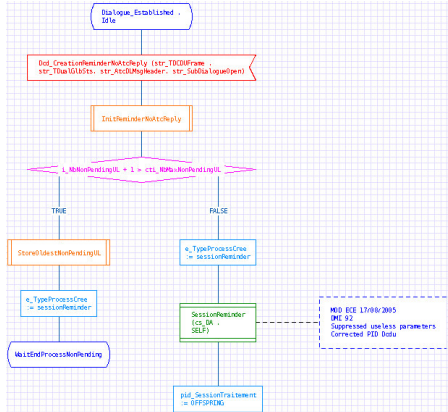 Dialogue_Established .
Idle
Dcd_CreationReminderNoAtcReply (str_TDCDUFrame .
str_TDualGlbSts. str_AtcDLMsgHeader. str_SubDialogueOpen)
InitReminderNoAtcReply
i_NbNonPendingUL + 1 > cti_NbMaxNonPendingUL
TRUE
FALSE
StoreOldestNonPendingUL
e_TypeProcessCree
:= sessionReminder
e_TypeProcessCree
:= sessionReminder
SessionReminder
(cs_DA .
SELF)
MOD ECE 17/08/2005
DMI 92
Suppressed useless parameters
Corrected PID Dcdu
WaitEndProcessNonPending
pid_SessionTraitement
:= OFFSPRING